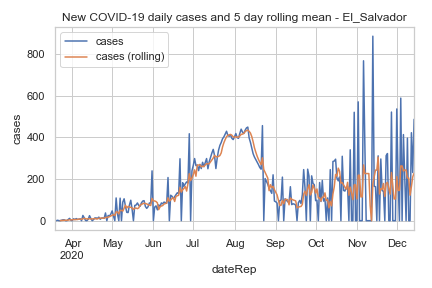 New COVID-19 daily cases and 5 day rolling mean - El_Salvador
cases
cases (rolling)
800
600
400
200
0
cases
Apr May Jun Jul Aug Sep Oct Nov Dec
2020
dateRep